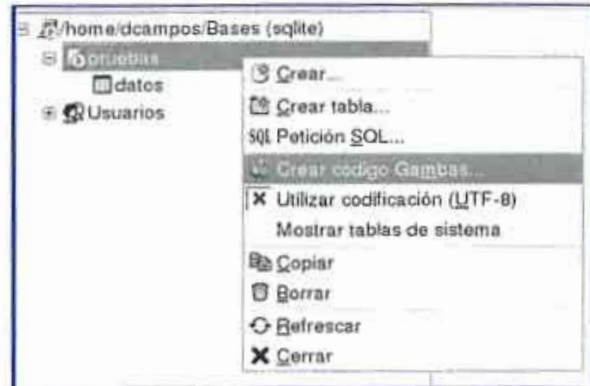 /home/dcampos/Bases (sqlite)
pruebas
datos
Usuarios
Crear...
Crear tabla...
SQL Petición SQL...
Crear código Gambas...
Utilizar codificación (UTF-8)
Mostrar tablas de sistema
Copiar
Borrar
Refrescar
Cerrar